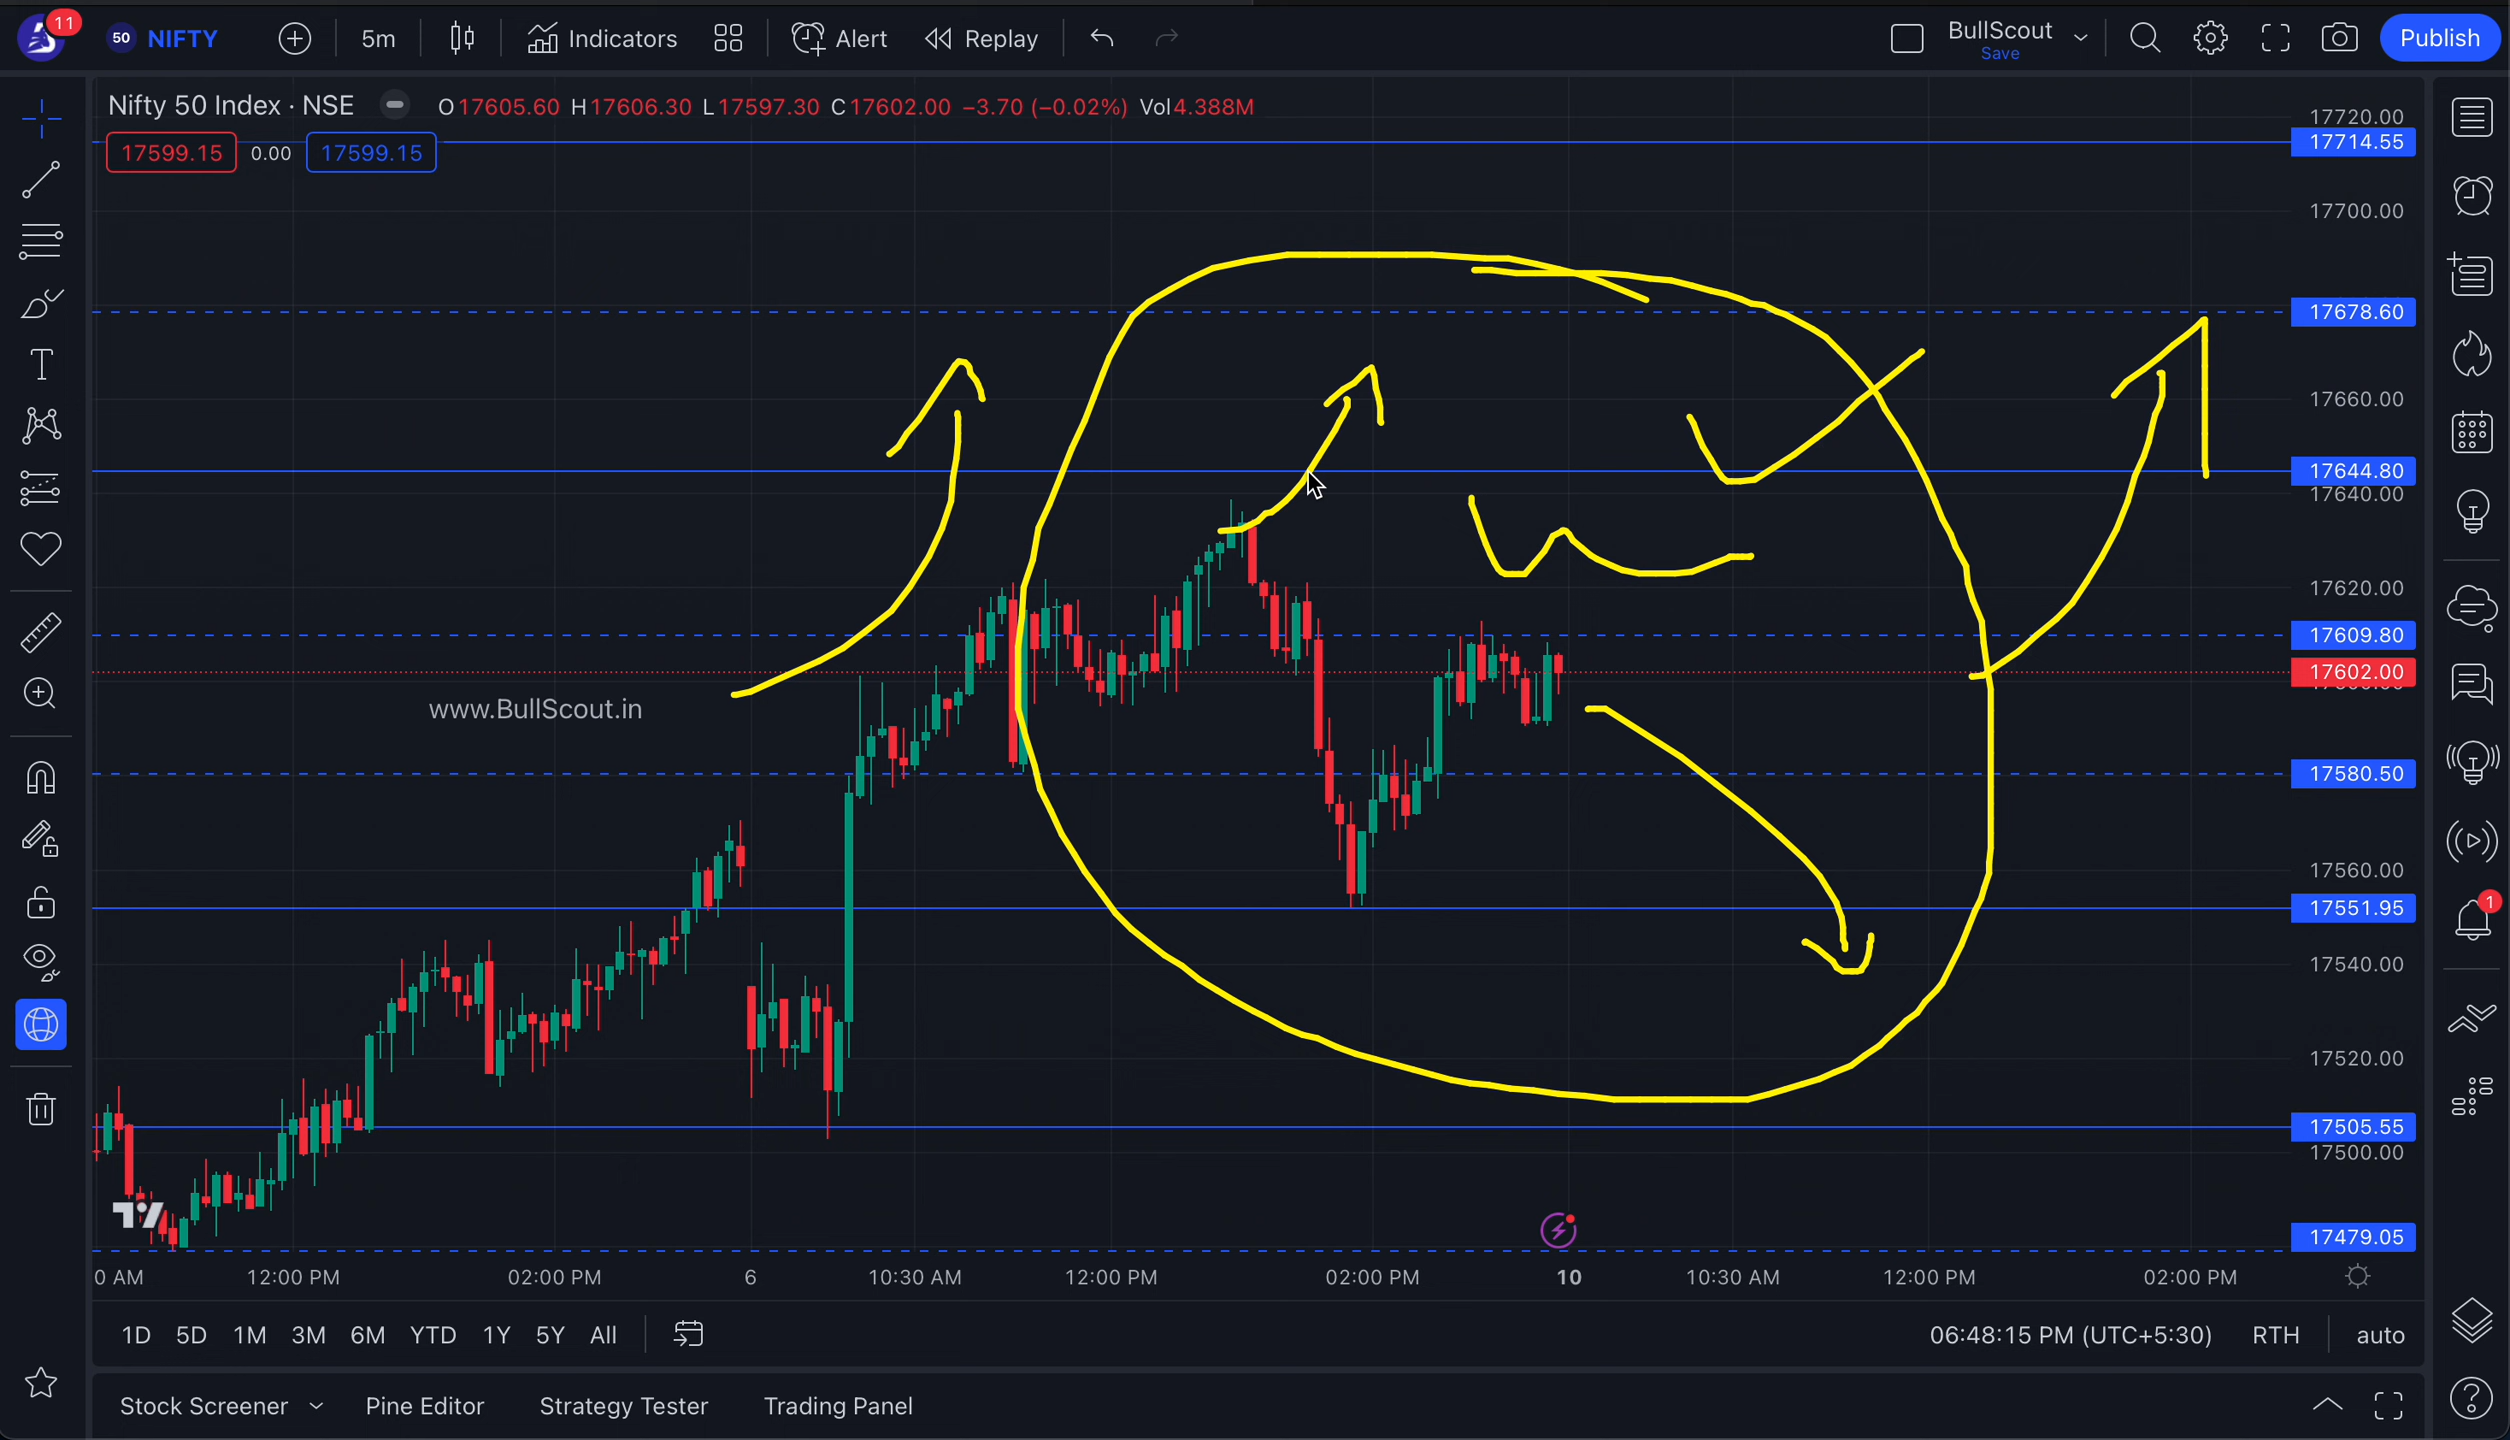 11
50 NIFTY 5m Indicators Alert Replay BullScout Save Publish
Nifty 50 Index · NSE O17605.60 H17606.30 L17597.30 C17602.00 −3.70 (−0.02%) Vol4.388M
17599.15 0.00 17599.15
17720.00
17714.55
17700.00
17678.60
17660.00
17644.80
17640.00
17620.00
17609.80
17602.00
www.BullScout.in
17580.50
17560.00
17551.95
1
17540.00
17520.00
17505.55
17500.00
17479.05
0 AM 12:00 PM 02:00 PM 6 10:30 AM 12:00 PM 02:00 PM 10 10:30 AM 12:00 PM 02:00 PM
1D 5D 1M 3M 6M YTD 1Y 5Y All 06:48:15 PM (UTC+5:30) RTH auto
Stock Screener Pine Editor Strategy Tester Trading Panel